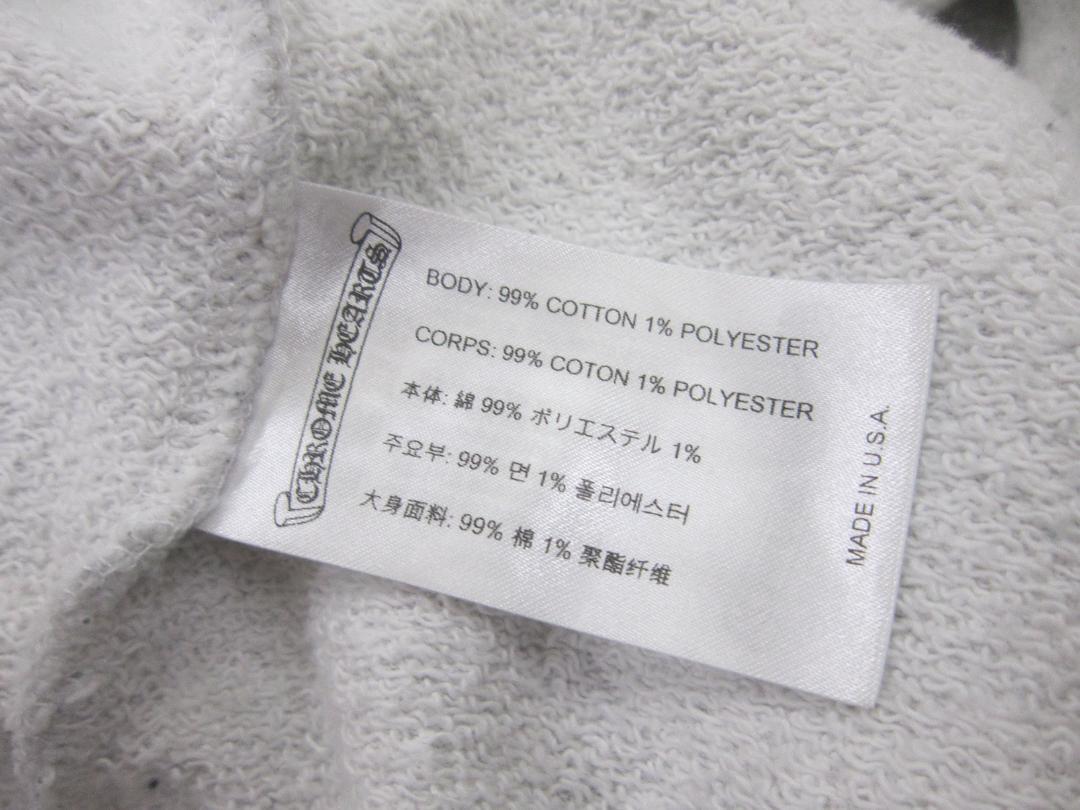 CHROME HEARTS
BODY: 99% COTTON 1% POLYESTER
CORPS: 99% COTON 1% POLYESTER
本体: 綿 99% ポリエステル 1%
주요부: 99% 면 1% 폴리에스터
大身面料: 99% 棉 1% 聚酯纤维
MADE IN U.S.A.